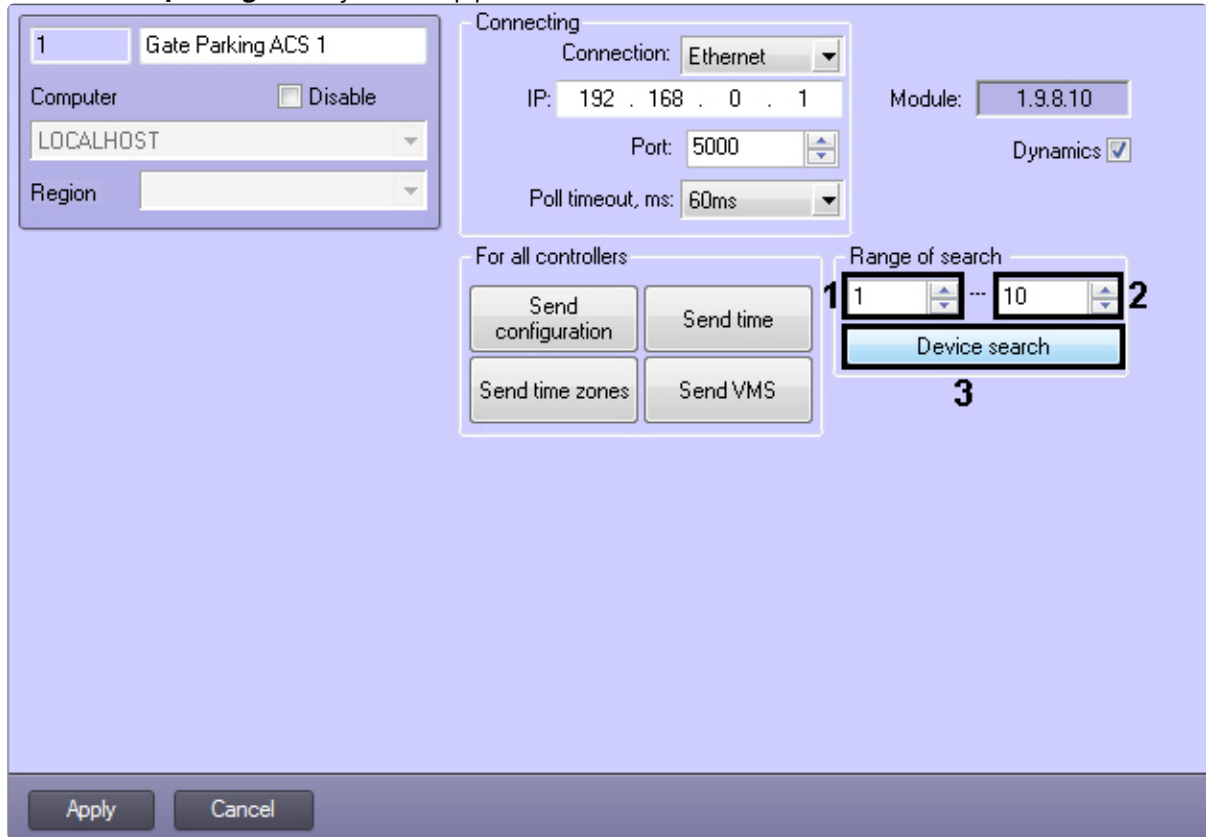 1 Gate Parking ACS 1
Computer Disable
LOCALHOST
Region
Connecting
Connection: Ethernet
IP: 192 . 168 . 0 . 1
Port: 5000
Poll timeout, ms: 60ms
Module: 1.9.8.10
Dynamics
For all controllers
Send configuration
Send time
Send time zones
Send VMS
Range of search
1 1 --- 10 2
Device search
3
Apply Cancel